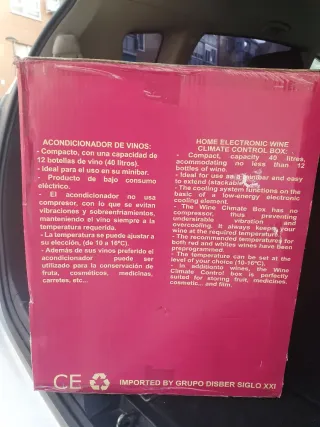 ACONDICIONADOR DE VINOS:
- Compacto, con una capacidad de
12 botellas de vino (40 litros).
- Ideal para el uso en su minibar.
- Producto de bajo consumo
eléctrico.
- El acondicionador no usa
compresor, con lo que se evitan
vibraciones y sobreenfriamientos,
manteniendo el vino siempre a la
temperatura requerida.
- La temperatura se puede ajustar a
su elección, (de 10 a 16ºC).
- Además de sus vinos preferido el
acondicionador puede ser
utilizado para la conservación de
fruta, cosméticos, medicinas,
carretes, etc...
HOME ELECTRONIC WINE
CLIMATE CONTROL BOX:
- Compact, capacity 40 litres,
acommodating no less than 12
bottles of wine.
- Ideal for use as a minibar and easy
to extend (stackable).
- The cooling system functions on the
basic of a low-energy electronic
cooling element.
- The Wine Climate Box has no
compressor, thus preventing
undersirable vibration and
overcooling. It always keeps your
wine at the required temperature.
- The recommended temperatures for
both red and whites wines have been
preprogrammed.
- The temperature can be set at the
level of your choice (10-16ºC).
- In additionto wines, the Wine
Climate Control box is perfectly
suited for storing fruit, medicines,
cosmetic... and film.
CE
IMPORTED BY GRUPO DISBER SIGLO XXI